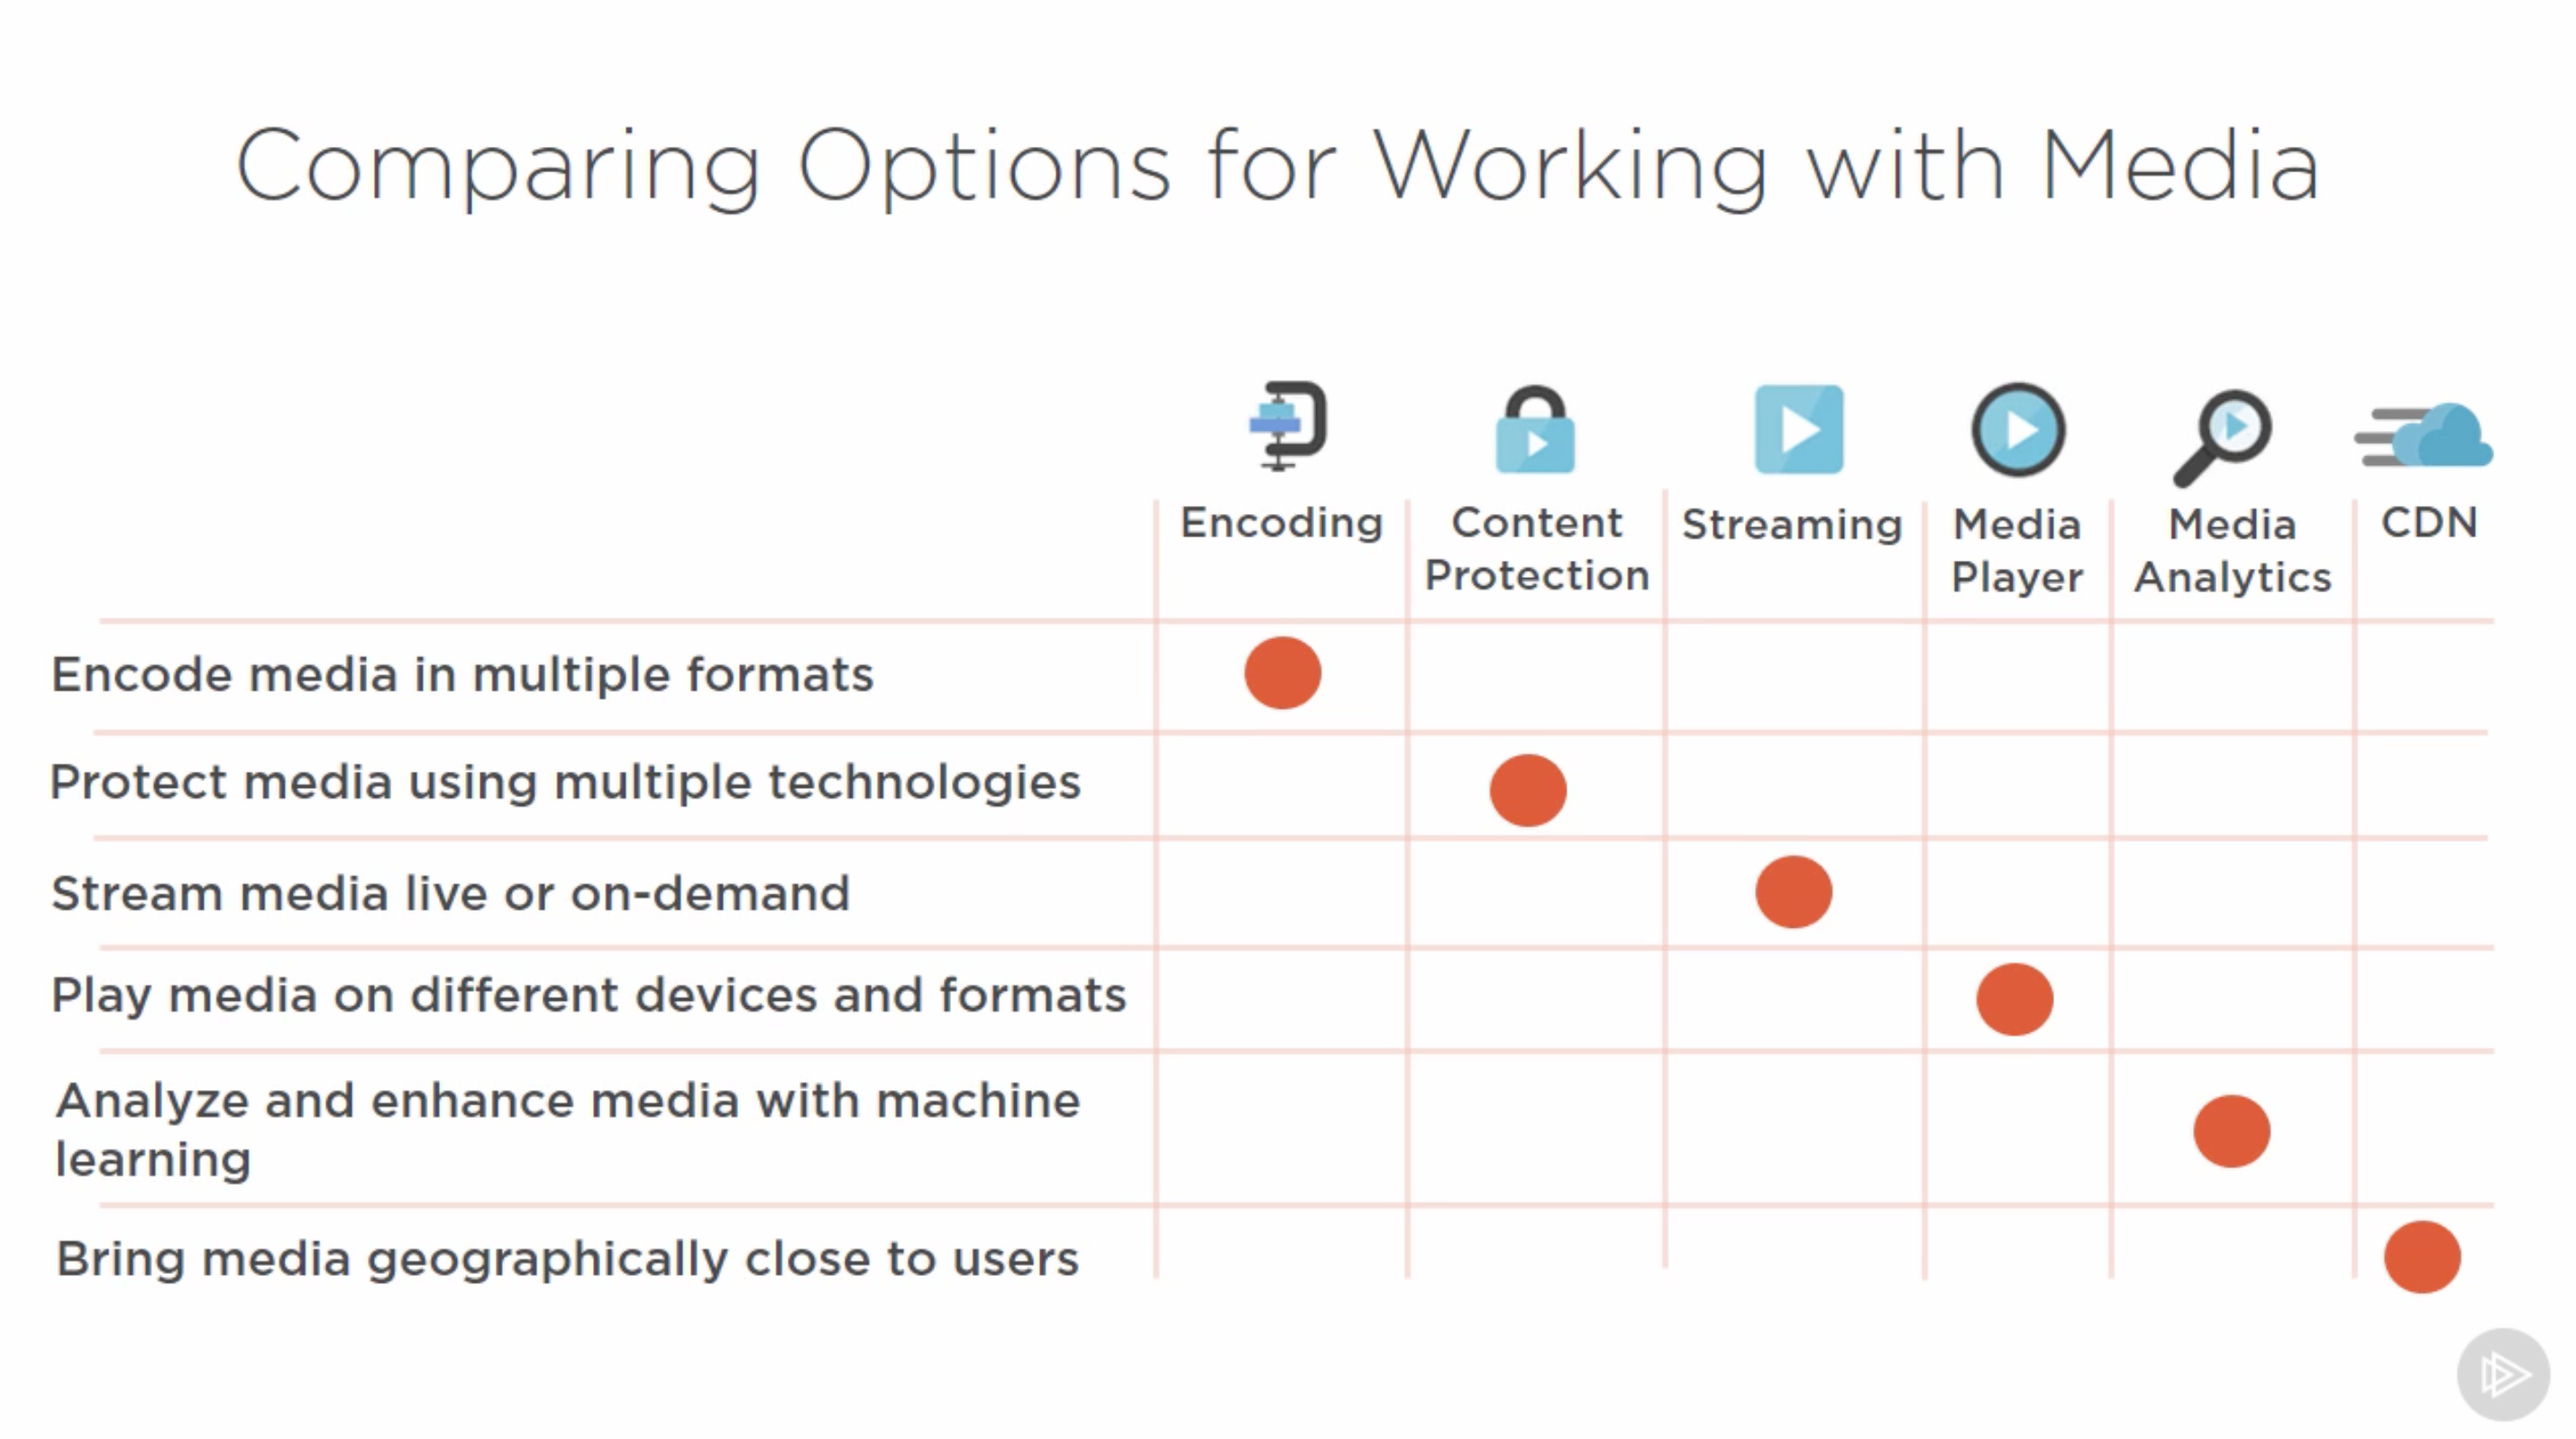 Comparing Options for Working with Media
Encoding
Content
Protection
Streaming
Media
Player
Media
Analytics
CDN
Encode media in multiple formats
Protect media using multiple technologies
Stream media live or on-demand
Play media on different devices and formats
Analyze and enhance media with machine
learning
Bring media geographically close to users